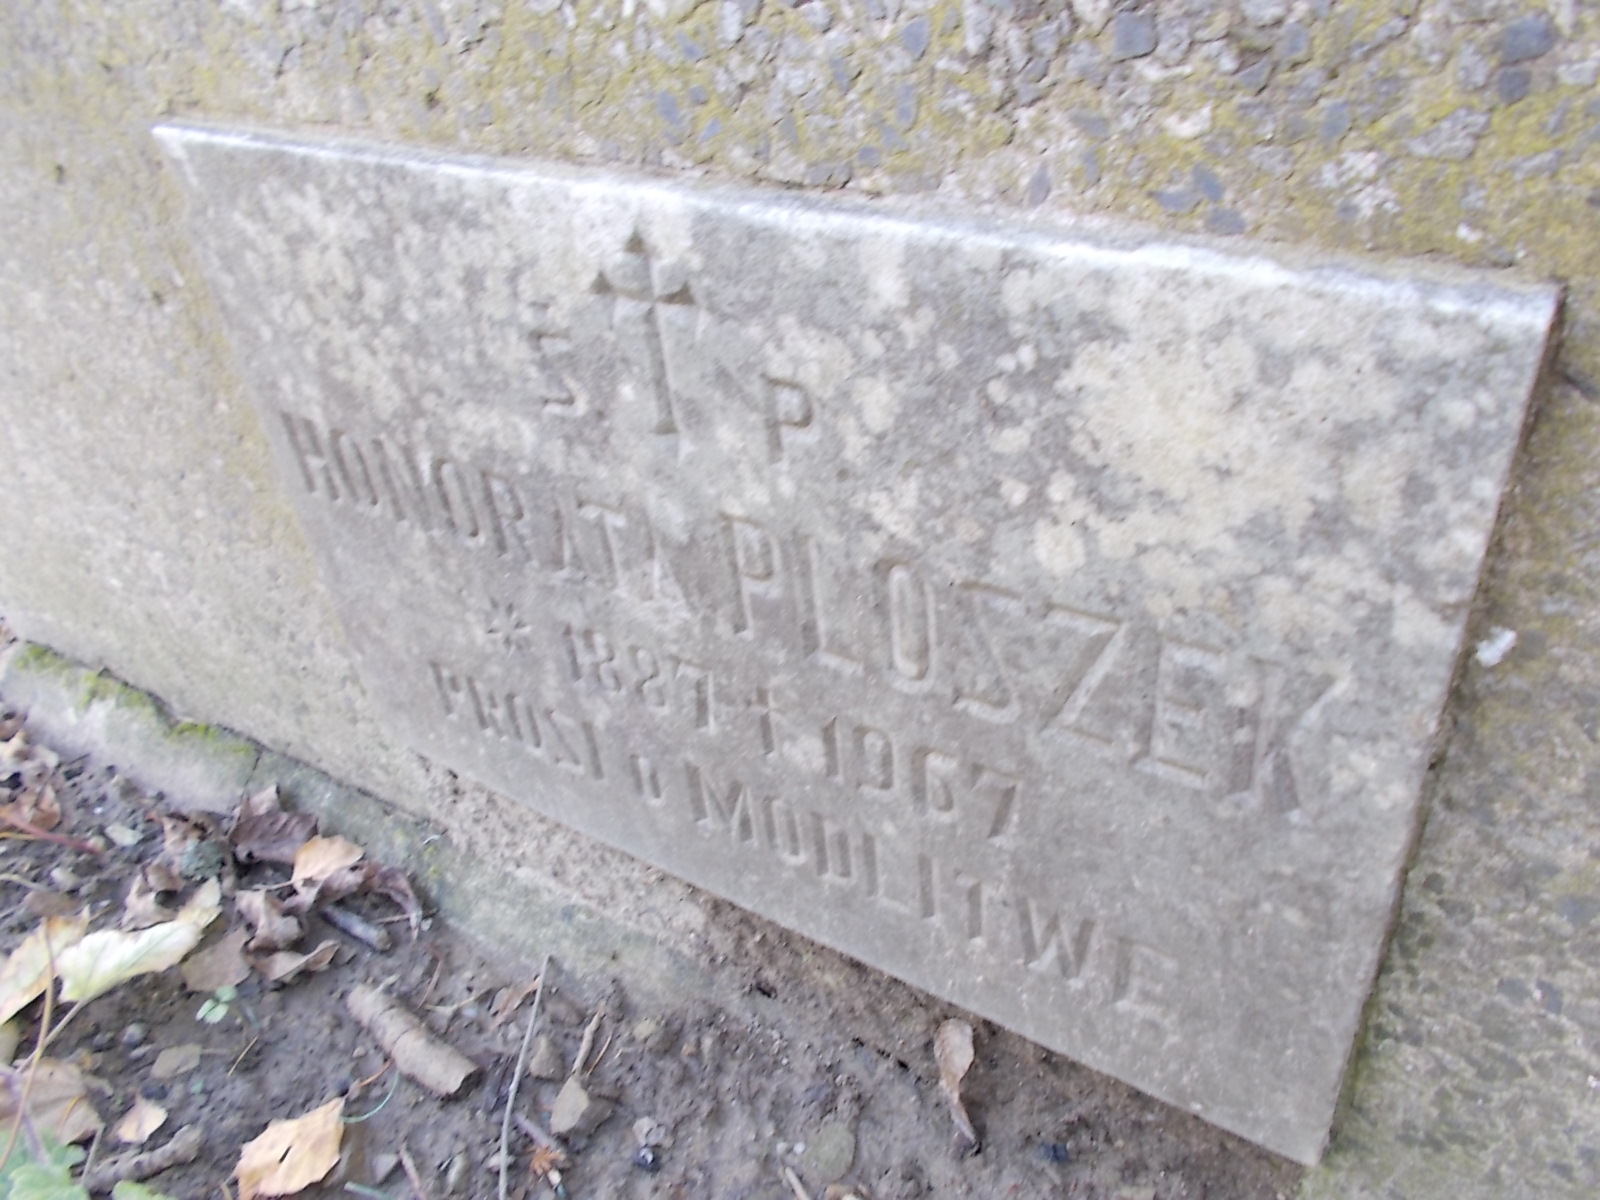 S P
HONORATA PLOSZEK
* 1887 + 1967
PROSI o MODLITWE